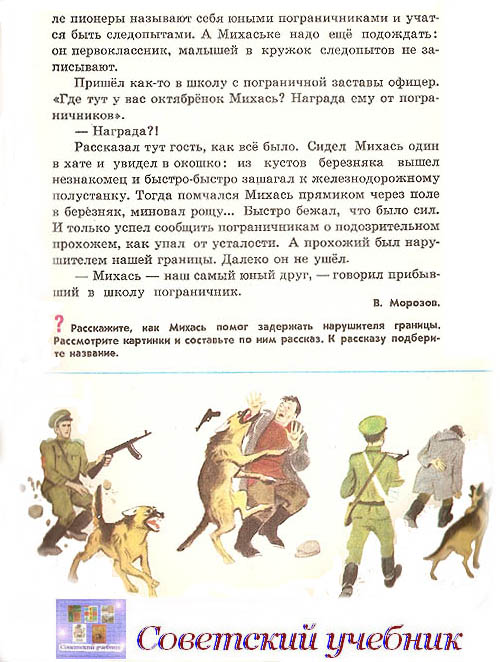 ле пионеры называют себя юными пограничниками и учат-
ся быть следопытами. А Михаське надо ещё подождать:
он первоклассник, малышей в кружок следопытов не за-
писывают.
Пришёл как-то в школу с пограничной заставы офицер.
«Где тут у вас октябрёнок Михась? Награда ему от погра-
ничников».
— Награда?!
Рассказал тут гость, как всё было. Сидел Михась один
в хате и увидел в окошко: из кустов березняка вышел
незнакомец и быстро-быстро зашагал к железнодорожному
полустанку. Тогда помчался Михась прямиком через поле
в берёзняк, миновал рощу... Быстро бежал, что было сил.
И только успел сообщить пограничникам о подозрительном
прохожем, как упал от усталости. А прохожий был нару-
шителем нашей границы. Далеко он не ушёл.
— Михась — наш самый юный друг, — говорил прибыв-
ший в школу пограничник.
В. Морозов.
? Расскажите, как Михась помог задержать нарушителя границы.
Рассмотрите картинки и составьте по ним рассказ. К рассказу подбери-
те название.
Советский учебник
Советский учебник